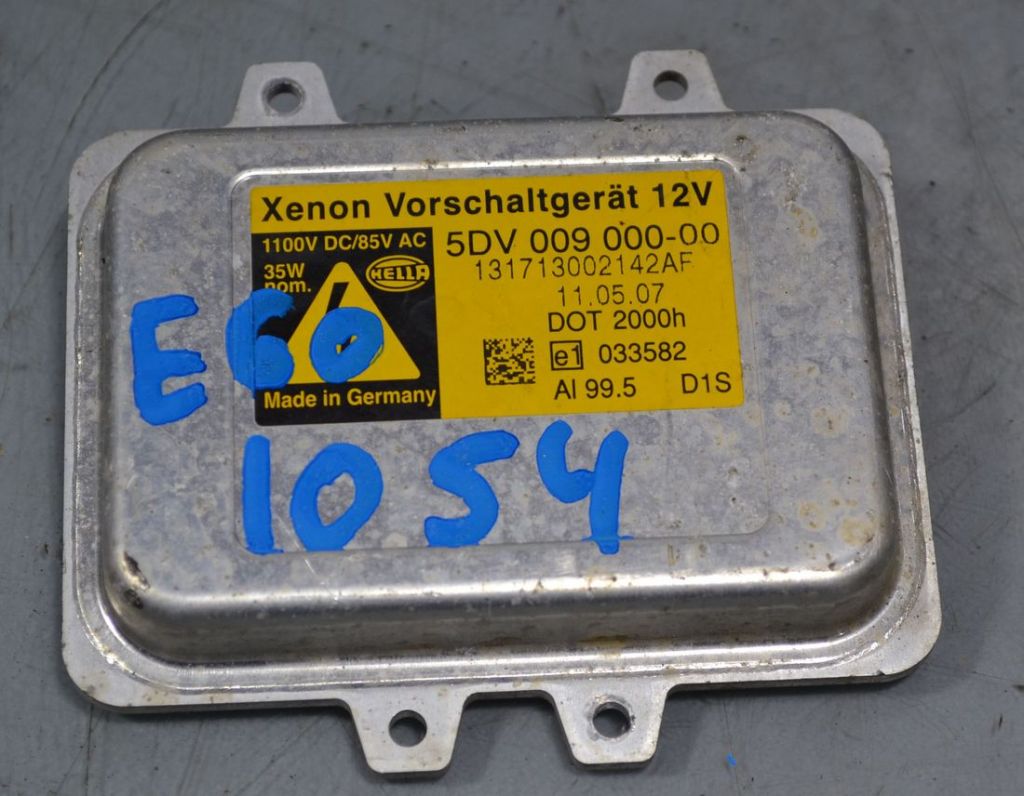 Xenon Vorschaltgerät 12V
1100V DC/85V AC
35W
nom.
HELLA
5DV 009 000-00
131713002142AF
11.05.07
DOT 2000h
e1 033582
Al 99.5 D1S
Made in Germany
E60
1054